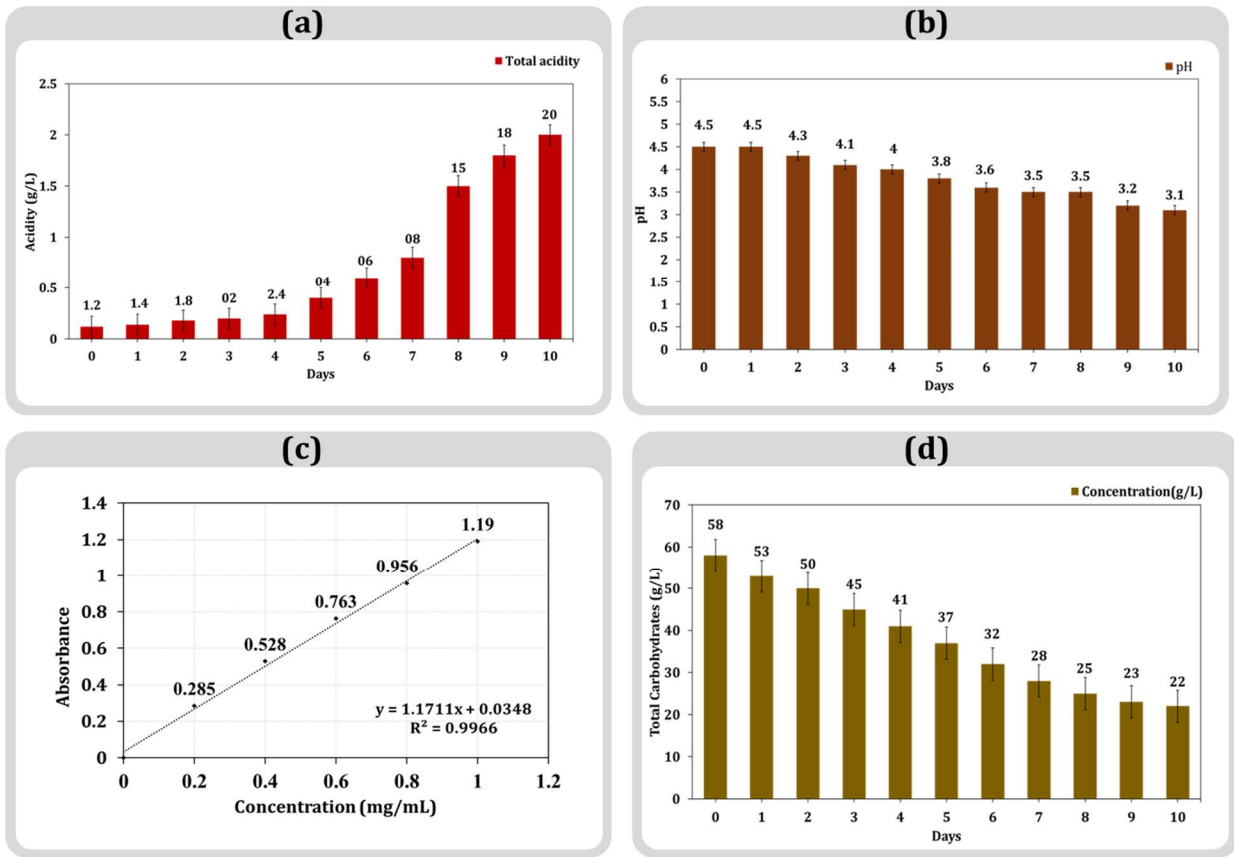 (a)
Total acidity
2.5
2
1.5
1
0.5
0
Acidity (g/L)
1.2 1.4 1.8 02 2.4 04 06 08 15 18 20
0 1 2 3 4 5 6 7 8 9 10
Days
(b)
pH
6
5.5
5
4.5
4
3.5
3
2.5
2
1.5
1
0.5
0
pH
4.5 4.5 4.3 4.1 4 3.8 3.6 3.5 3.5 3.2 3.1
0 1 2 3 4 5 6 7 8 9 10
Days
(c)
1.4
1.2
1
0.8
0.6
0.4
0.2
0
Absorbance
0.285 0.528 0.763 0.956 1.19
y = 1.1711x + 0.0348
R² = 0.9966
0 0.2 0.4 0.6 0.8 1 1.2
Concentration (mg/mL)
(d)
Concentration(g/L)
70
60
50
40
30
20
10
0
Total Carbohydrates (g/L)
58 53 50 45 41 37 32 28 25 23 22
0 1 2 3 4 5 6 7 8 9 10
Days